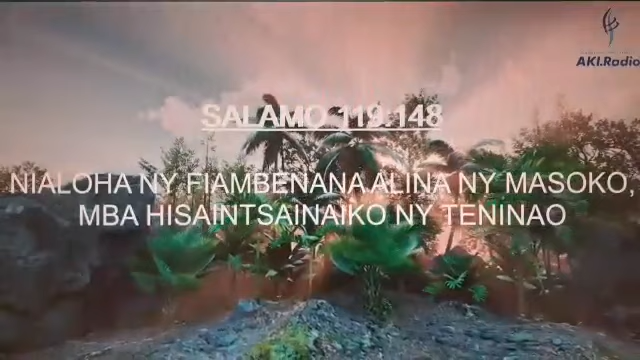 AKI.Radio
SALAMO 119:148
NIALOHA NY FIAMBENANA ALINA NY MASOKO,
MBA HISAINTSAINAIKO NY TENINAO